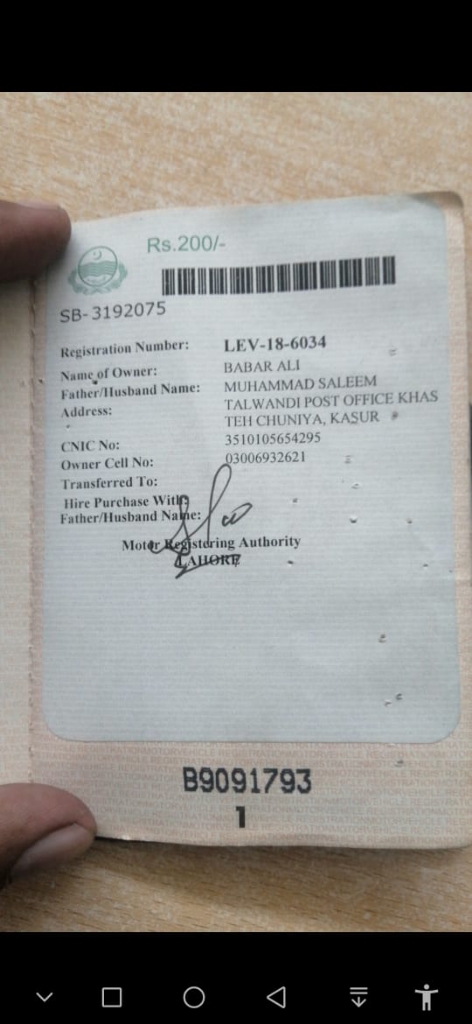 Rs.200/-
SB-3192075
Registration Number: LEV-18-6034
Name of Owner: BABAR ALI
Father/Husband Name: MUHAMMAD SALEEM
Address: TALWANDI POST OFFICE KHAS
TEH CHUNIYA, KASUR
CNIC No: 3510105654295
Owner Cell No: 03006932621
Transferred To:
Hire Purchase With:
Father/Husband Name:
Motor Registering Authority
LAHORE
B9091793
1